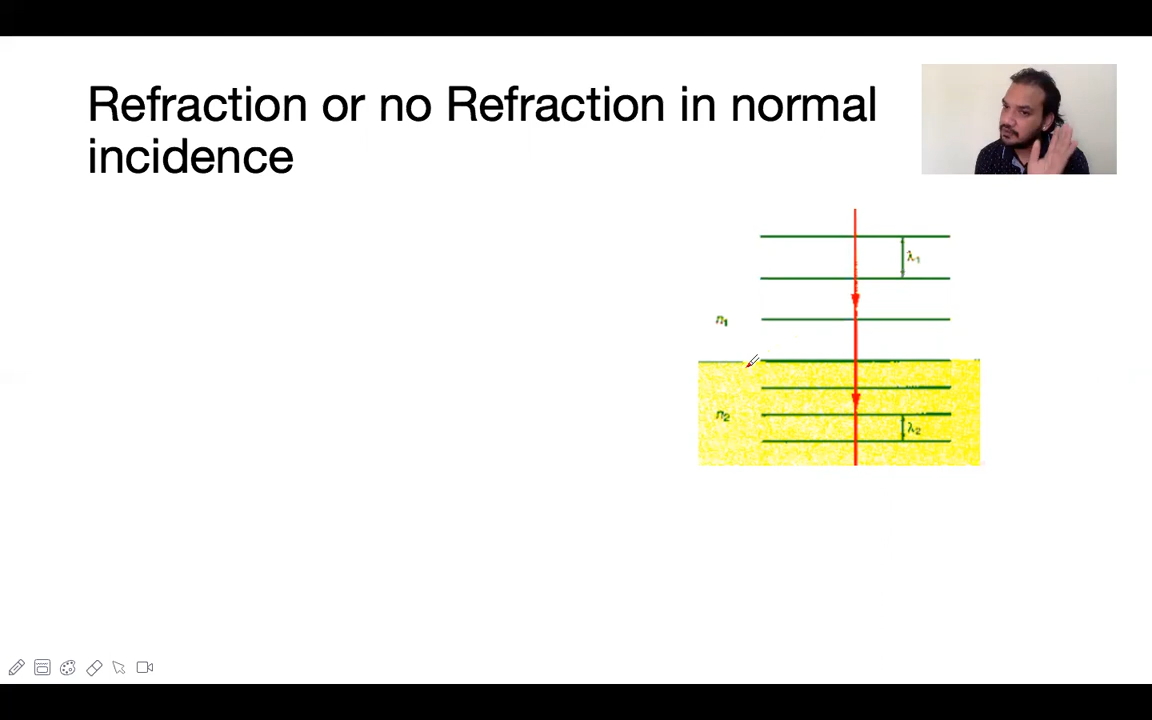 Refraction or no Refraction in normal
incidence
λ₁
n₁
n₂
λ₂